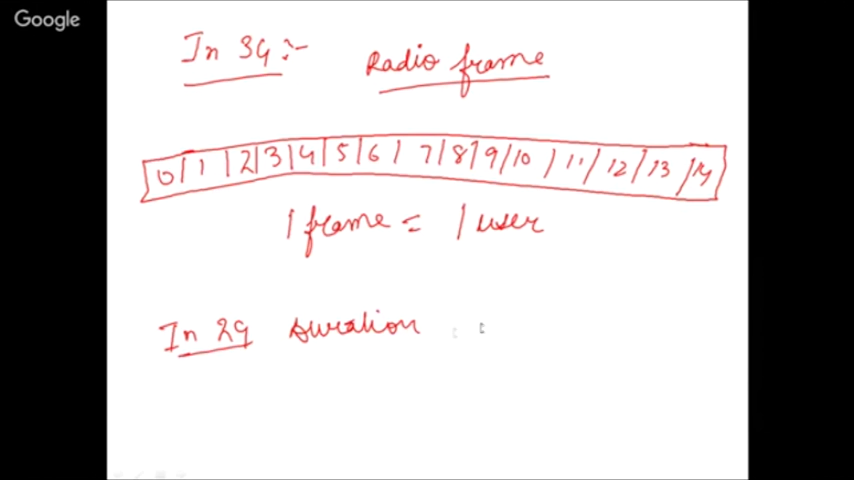 Google
In 3G :-
Radio frame
0 | 1 | 2 | 3 | 4 | 5 | 6 | 7 | 8 | 9 | 10 | 11 | 12 | 13 | 14
1 frame = 1 user
In 2G duration